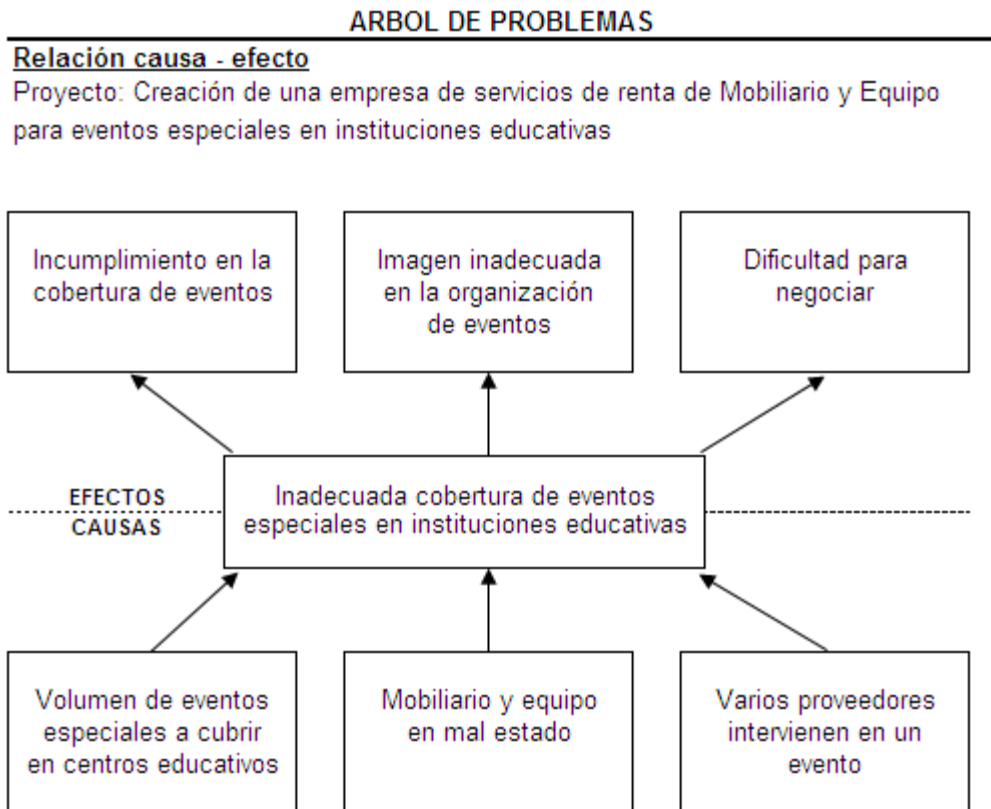 ARBOL DE PROBLEMAS
Relación causa - efecto
Proyecto: Creación de una empresa de servicios de renta de Mobiliario y Equipo
para eventos especiales en instituciones educativas
Incumplimiento en la
cobertura de eventos
Imagen inadecuada
en la organización
de eventos
Dificultad para
negociar
EFECTOS
CAUSAS
Inadecuada cobertura de eventos
especiales en instituciones educativas
Volumen de eventos
especiales a cubrir
en centros educativos
Mobiliario y equipo
en mal estado
Varios proveedores
intervienen en un
evento